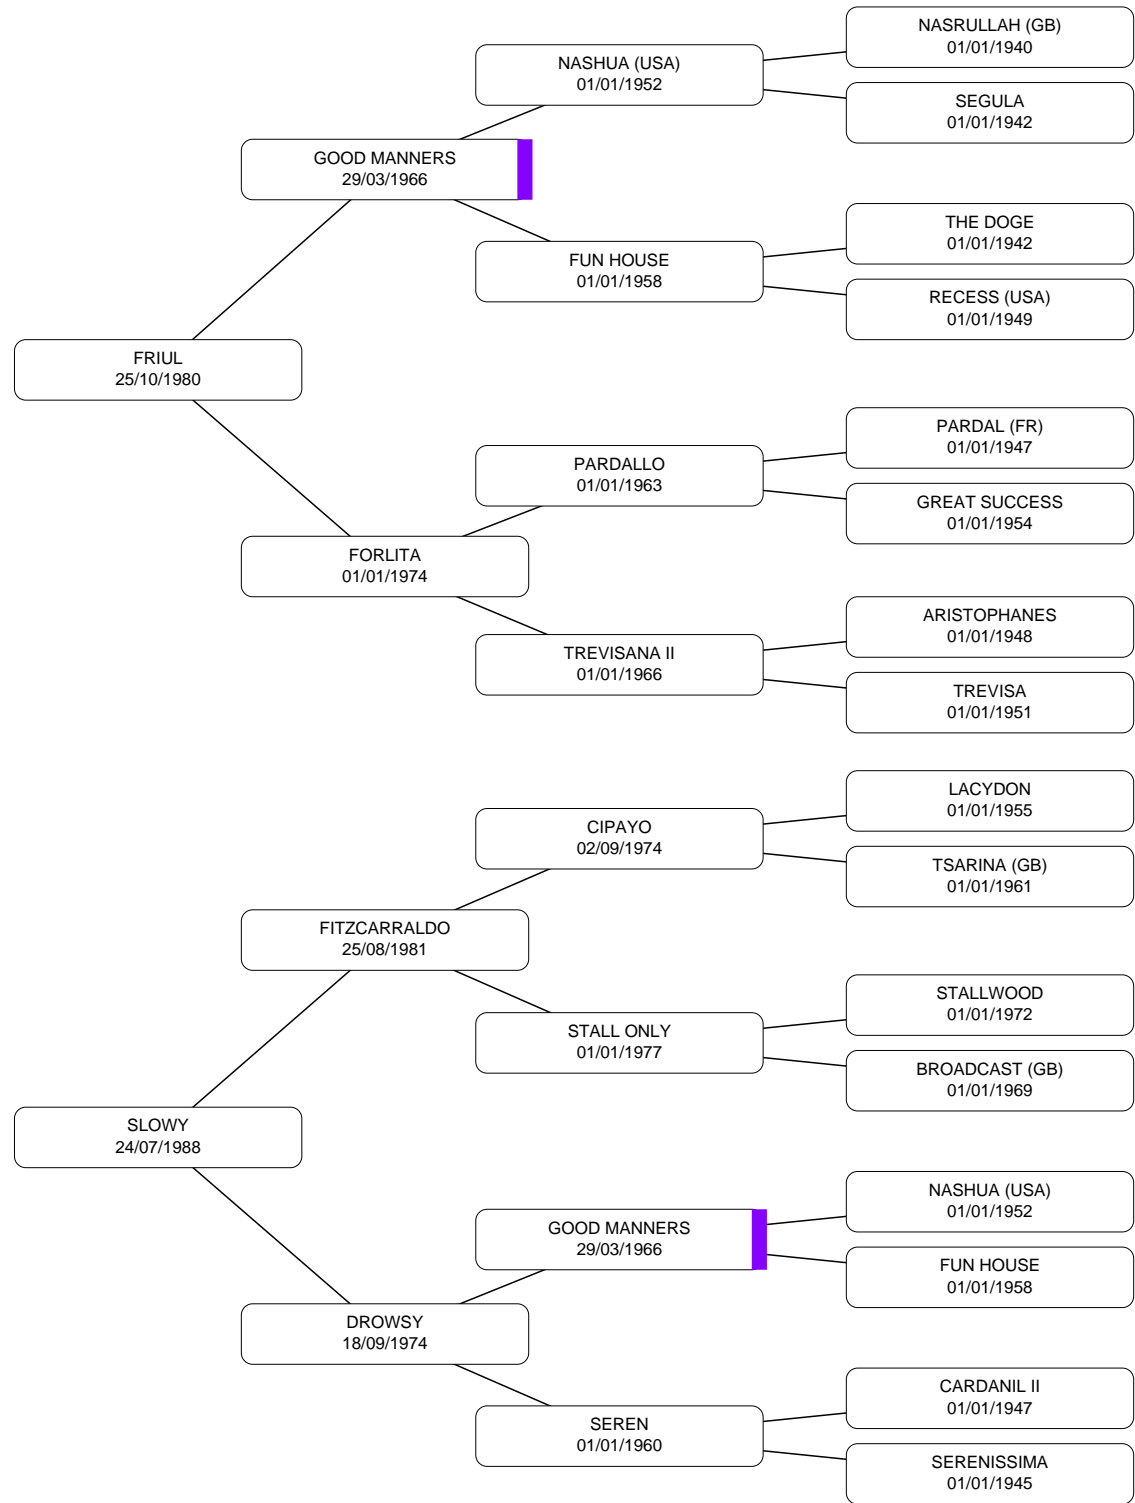 NASRULLAH (GB)
01/01/1940
NASHUA (USA)
01/01/1952
SEGULA
01/01/1942
GOOD MANNERS
29/03/1966
THE DOGE
01/01/1942
FUN HOUSE
01/01/1958
RECESS (USA)
01/01/1949
FRIUL
25/10/1980
PARDAL (FR)
01/01/1947
PARDALLO
01/01/1963
GREAT SUCCESS
01/01/1954
FORLITA
01/01/1974
ARISTOPHANES
01/01/1948
TREVISANA II
01/01/1966
TREVISA
01/01/1951
LACYDON
01/01/1955
CIPAYO
02/09/1974
TSARINA (GB)
01/01/1961
FITZCARRALDO
25/08/1981
STALLWOOD
01/01/1972
STALL ONLY
01/01/1977
BROADCAST (GB)
01/01/1969
SLOWY
24/07/1988
NASHUA (USA)
01/01/1952
GOOD MANNERS
29/03/1966
FUN HOUSE
01/01/1958
DROWSY
18/09/1974
CARDANIL II
01/01/1947
SEREN
01/01/1960
SERENISSIMA
01/01/1945